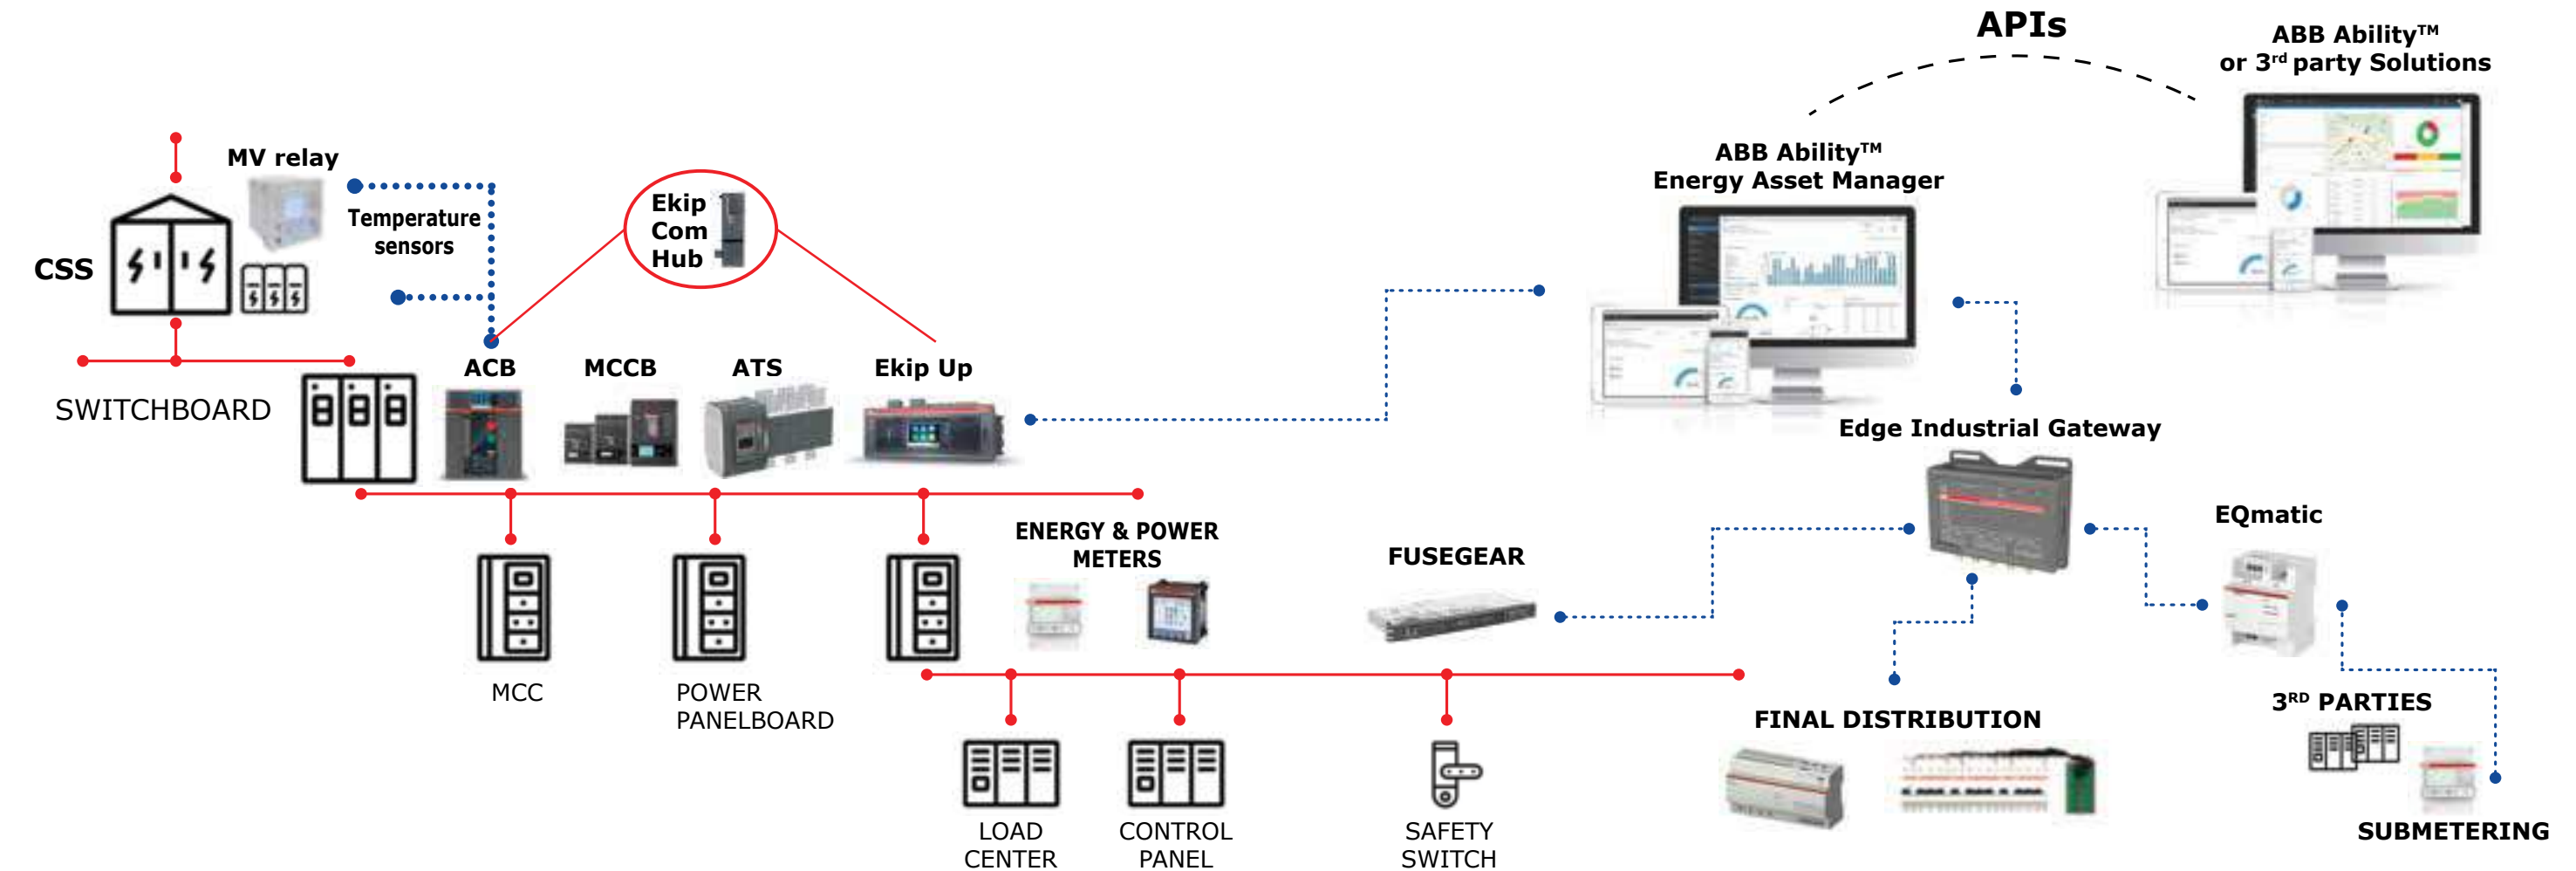 APIs
ABB Ability™
or 3rd party Solutions
ABB Ability™
Energy Asset Manager
MV relay
Temperature
sensors
Ekip
Com
Hub
CSS
SWITCHBOARD
ACB
MCCB
ATS
Ekip Up
Edge Industrial Gateway
EQmatic
ENERGY & POWER
METERS
FUSEGEAR
MCC
POWER
PANELBOARD
3RD PARTIES
FINAL DISTRIBUTION
LOAD
CENTER
CONTROL
PANEL
SAFETY
SWITCH
SUBMETERING